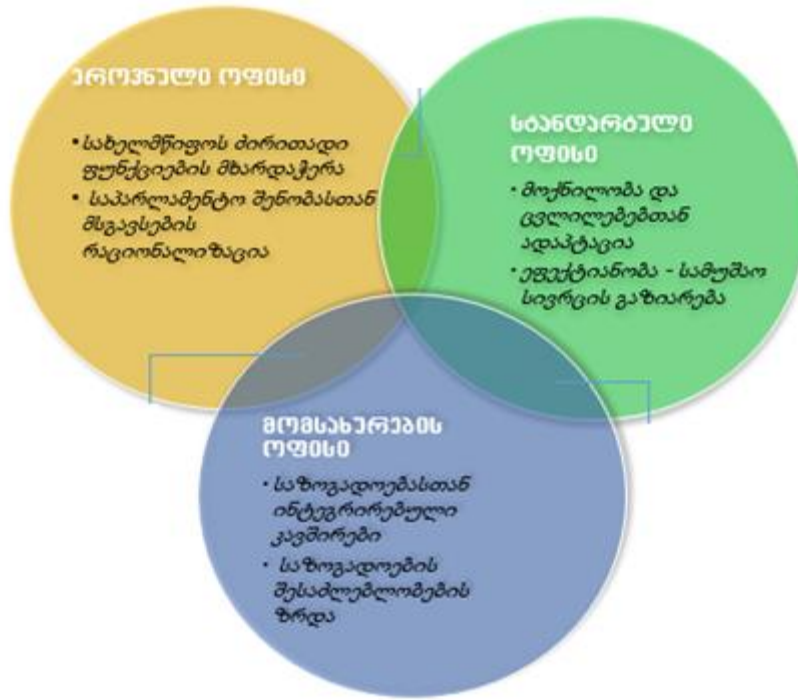 ეროვნული ოფისი
• სახელმწიფოს ძირითადი
ფუნქციების მხარდაჭერა
• საპარლამენტო შენობასთან
მსგავსების
რაციონალიზაცია
სტანდარტული
ოფისი
• მოქნილობა და
ცვლილებებთან
ადაპტაცია
• ეფექტიანობა - სამუშაო
სივრცის გაზიარება
მომსახურების
ოფისი
• საზოგადოებასთან
ინტეგრირებული
კავშირები
• საზოგადოების
შესაძლებლობების
ზრდა